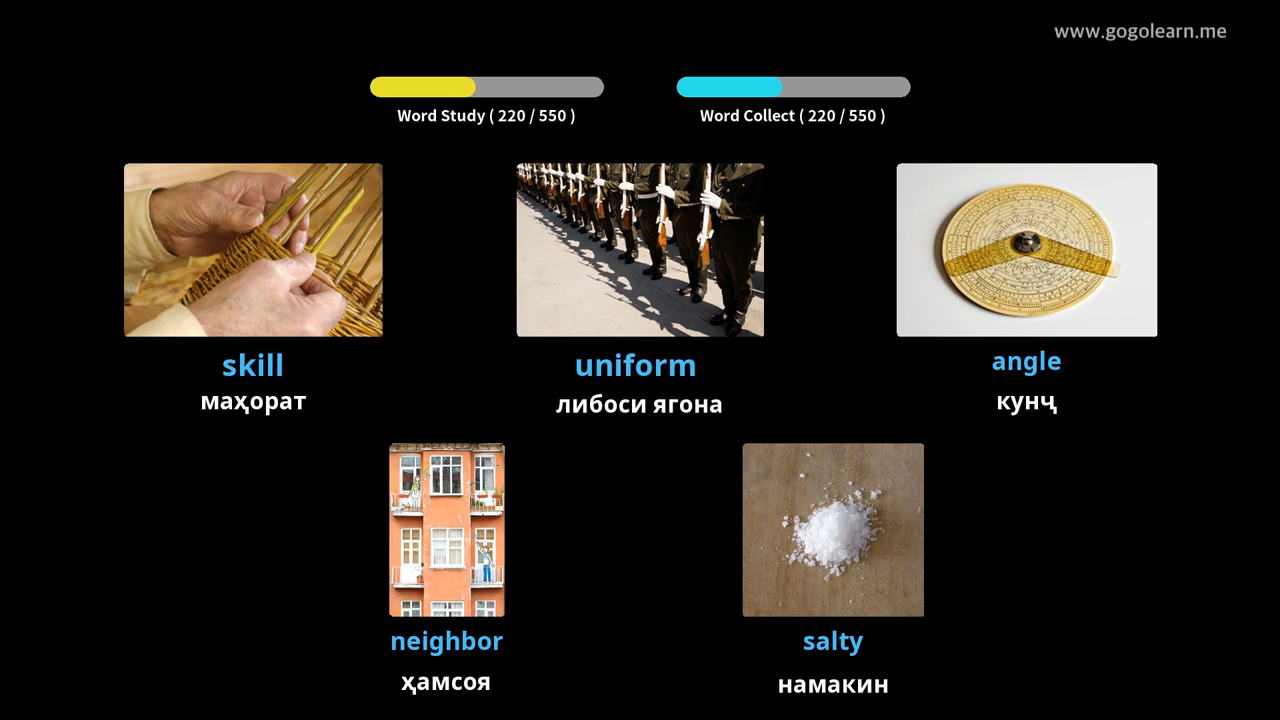 www.gogolearn.me
Word Study ( 220 / 550 )
Word Collect ( 220 / 550 )
skill
uniform
angle
маҳорат
либоси ягона
кунҷ
neighbor
salty
ҳамсоя
намакин